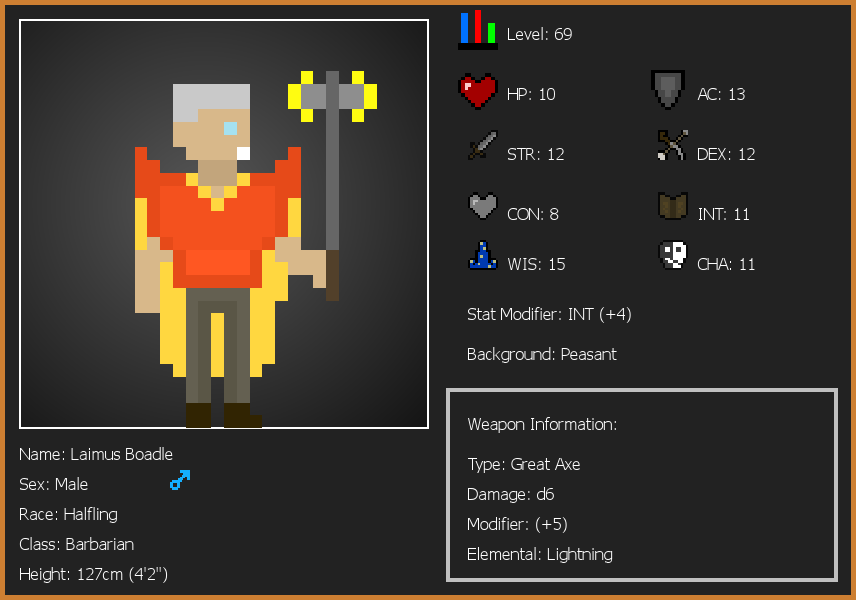 Level: 69
HP: 10
AC: 13
STR: 12
DEX: 12
CON: 8
INT: 11
WIS: 15
CHA: 11
Stat Modifier: INT (+4)
Background: Peasant
Weapon Information:
Type: Great Axe
Damage: d6
Modifier: (+5)
Elemental: Lightning
Name: Laimus Boadle
Sex: Male
Race: Halfling
Class: Barbarian
Height: 127cm (4'2")